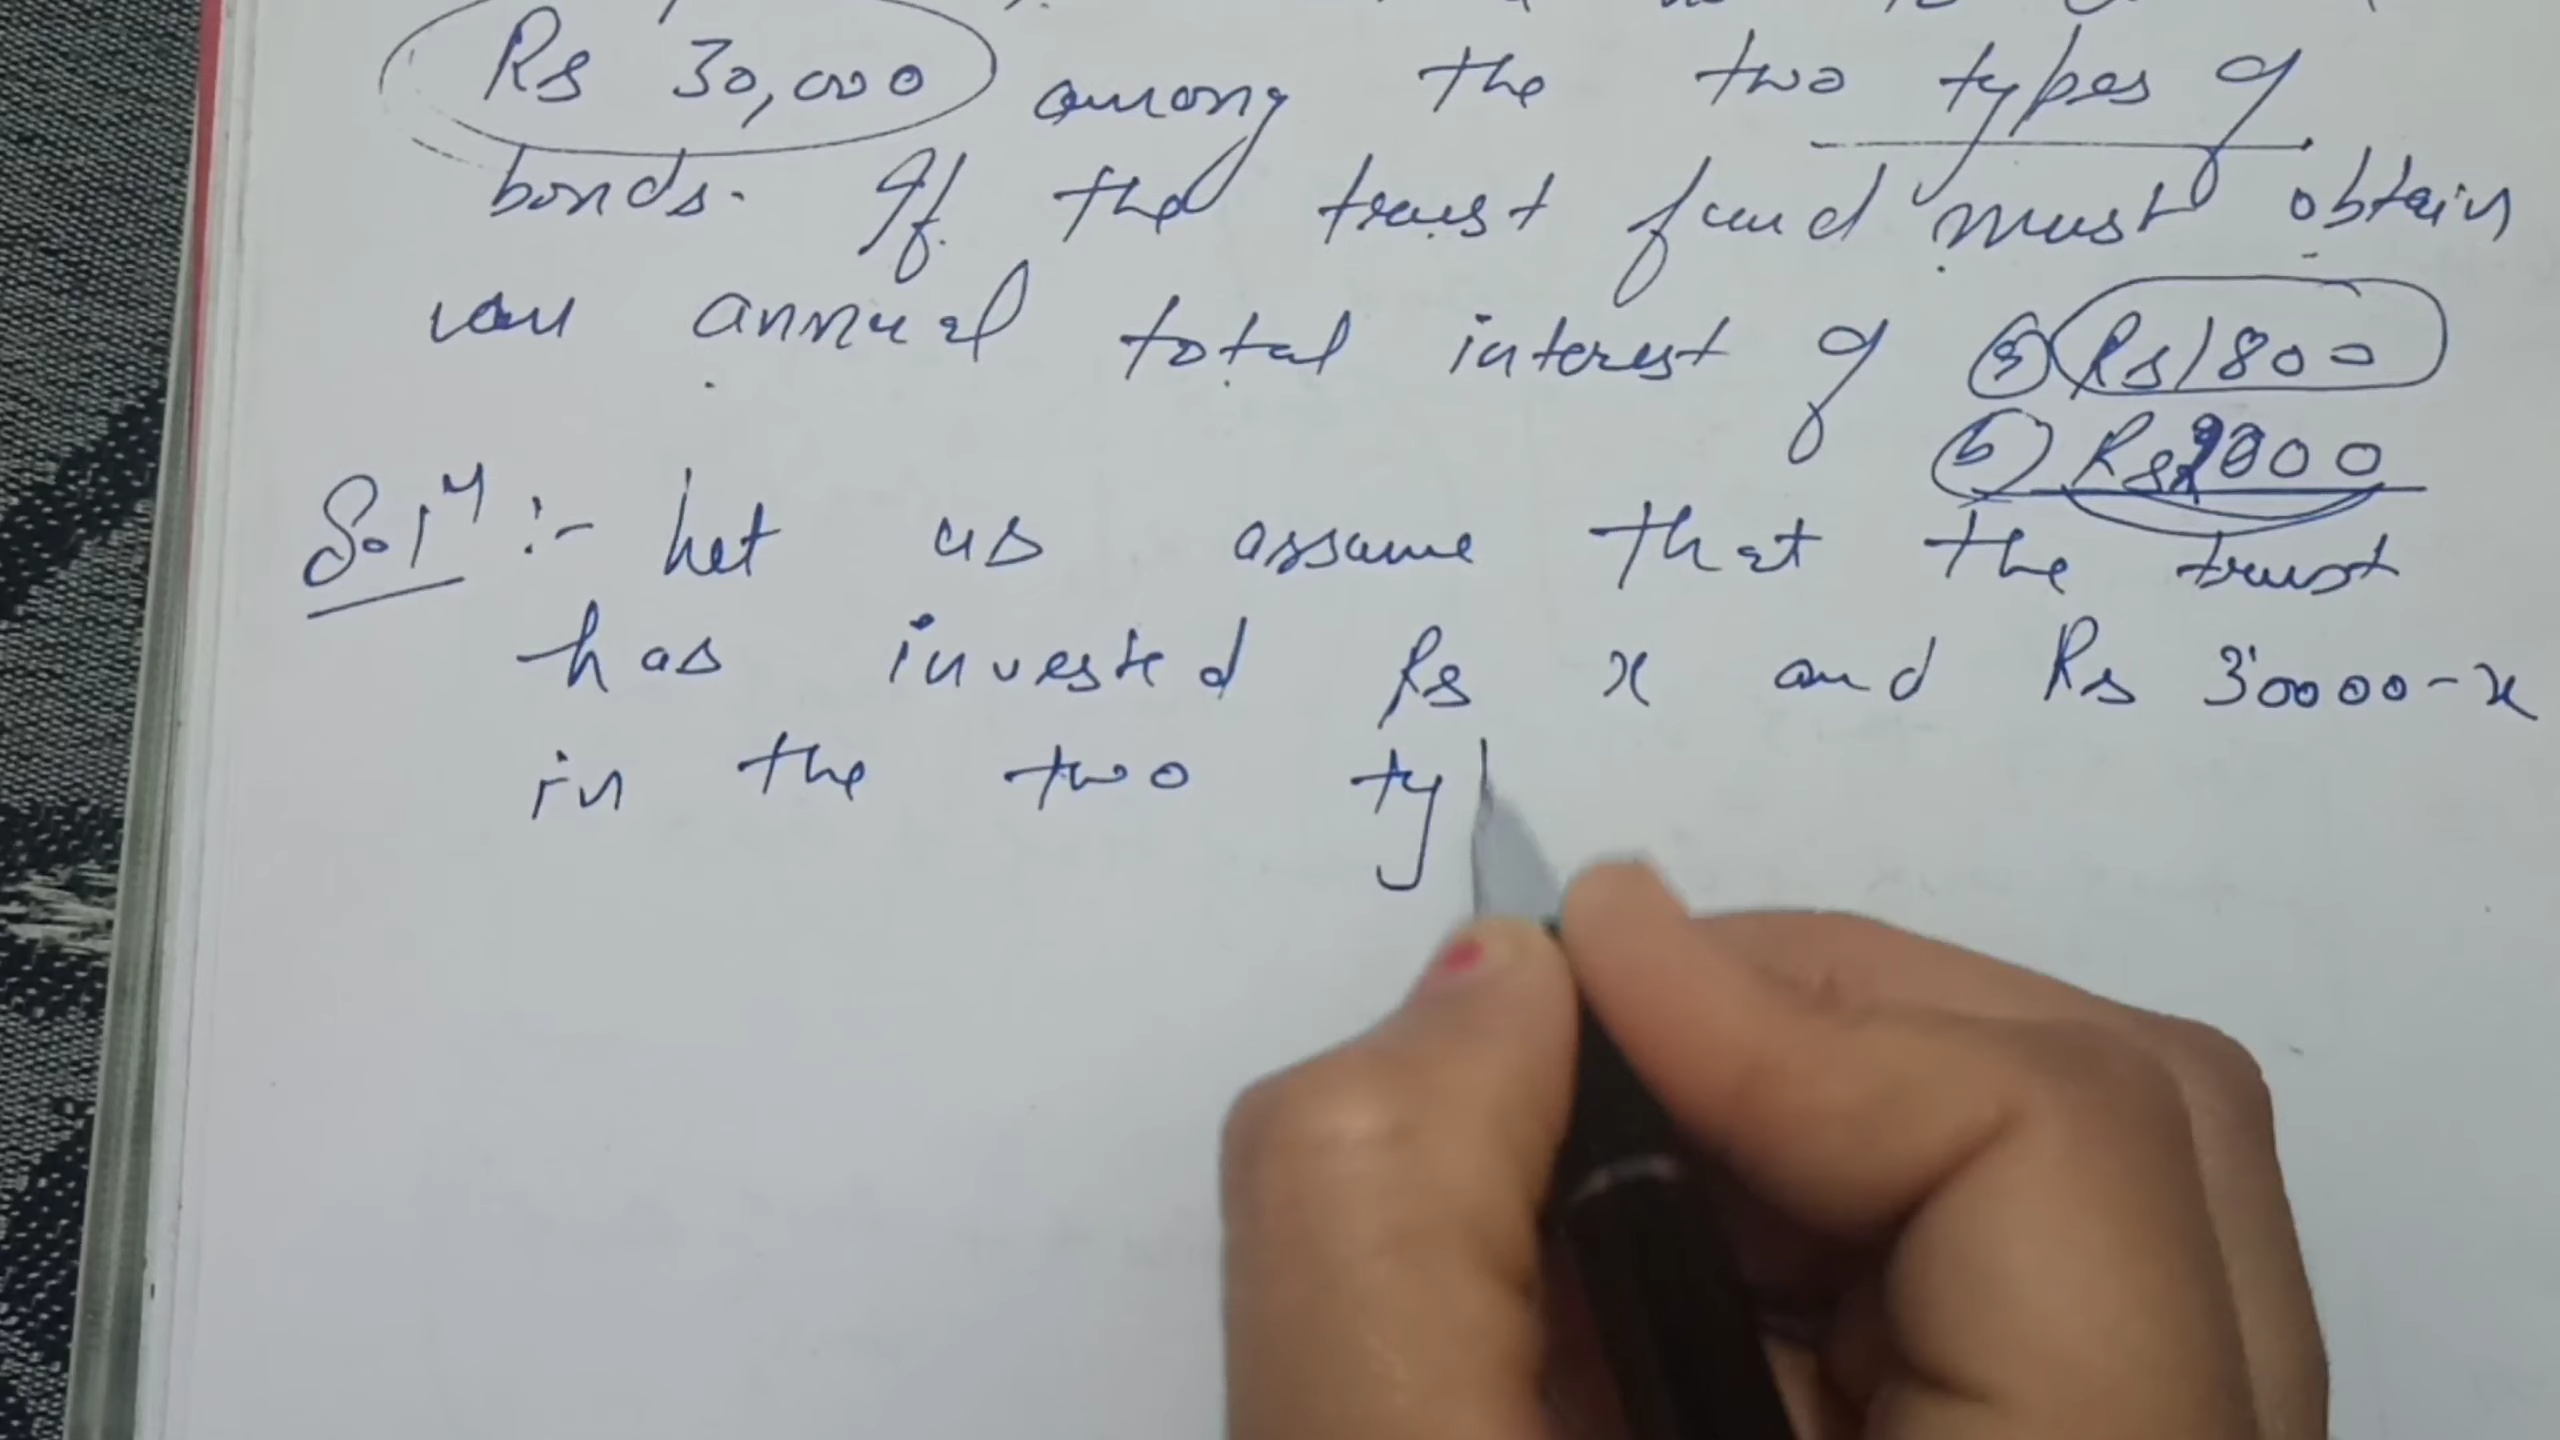 Rs 30,000 among the two types of
bonds. If the trust fund must obtain
an annual total interest of (a) Rs 1800
(b) Rs
Solⁿ :- Let us assume that the trust
has invested Rs x and Rs 30000-x
in the two ty